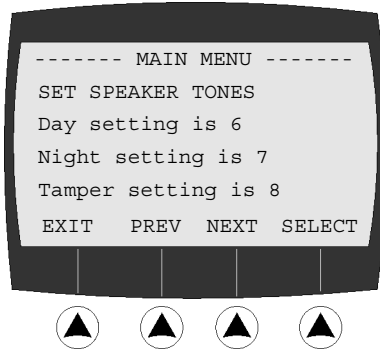 ------- MAIN MENU -------
SET SPEAKER TONES
Day setting is 6
Night setting is 7
Tamper setting is 8
EXIT PREV NEXT SELECT